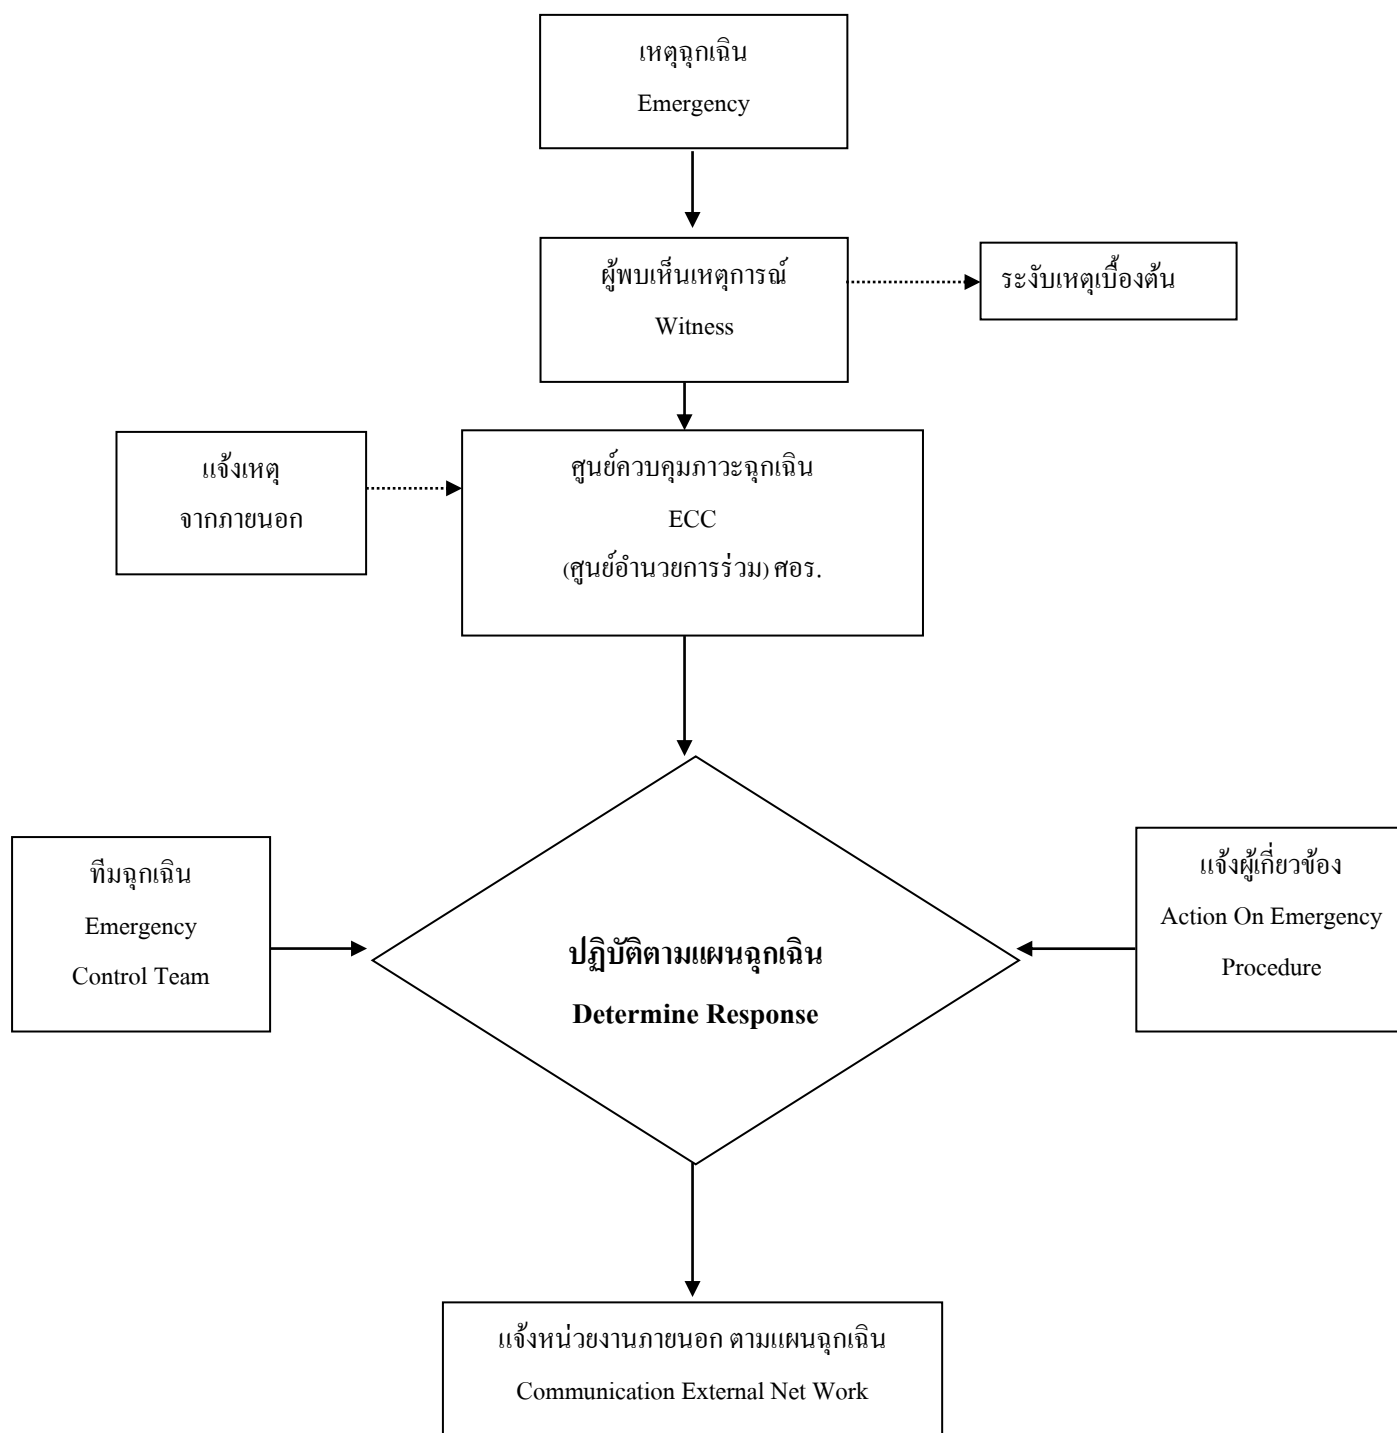 เหตุฉุกเฉิน
Emergency
ผู้พบเห็นเหตุการณ์
Witness
ระงับเหตุเบื้องต้น
แจ้งเหตุ
จากภายนอก
ศูนย์ควบคุมภาวะฉุกเฉิน
ECC
(ศูนย์อำนวยการร่วม) ศอร.
ทีมฉุกเฉิน
Emergency
Control Team
ปฏิบัติตามแผนฉุกเฉิน
Determine Response
แจ้งผู้เกี่ยวข้อง
Action On Emergency
Procedure
แจ้งหน่วยงานภายนอก ตามแผนฉุกเฉิน
Communication External Net Work